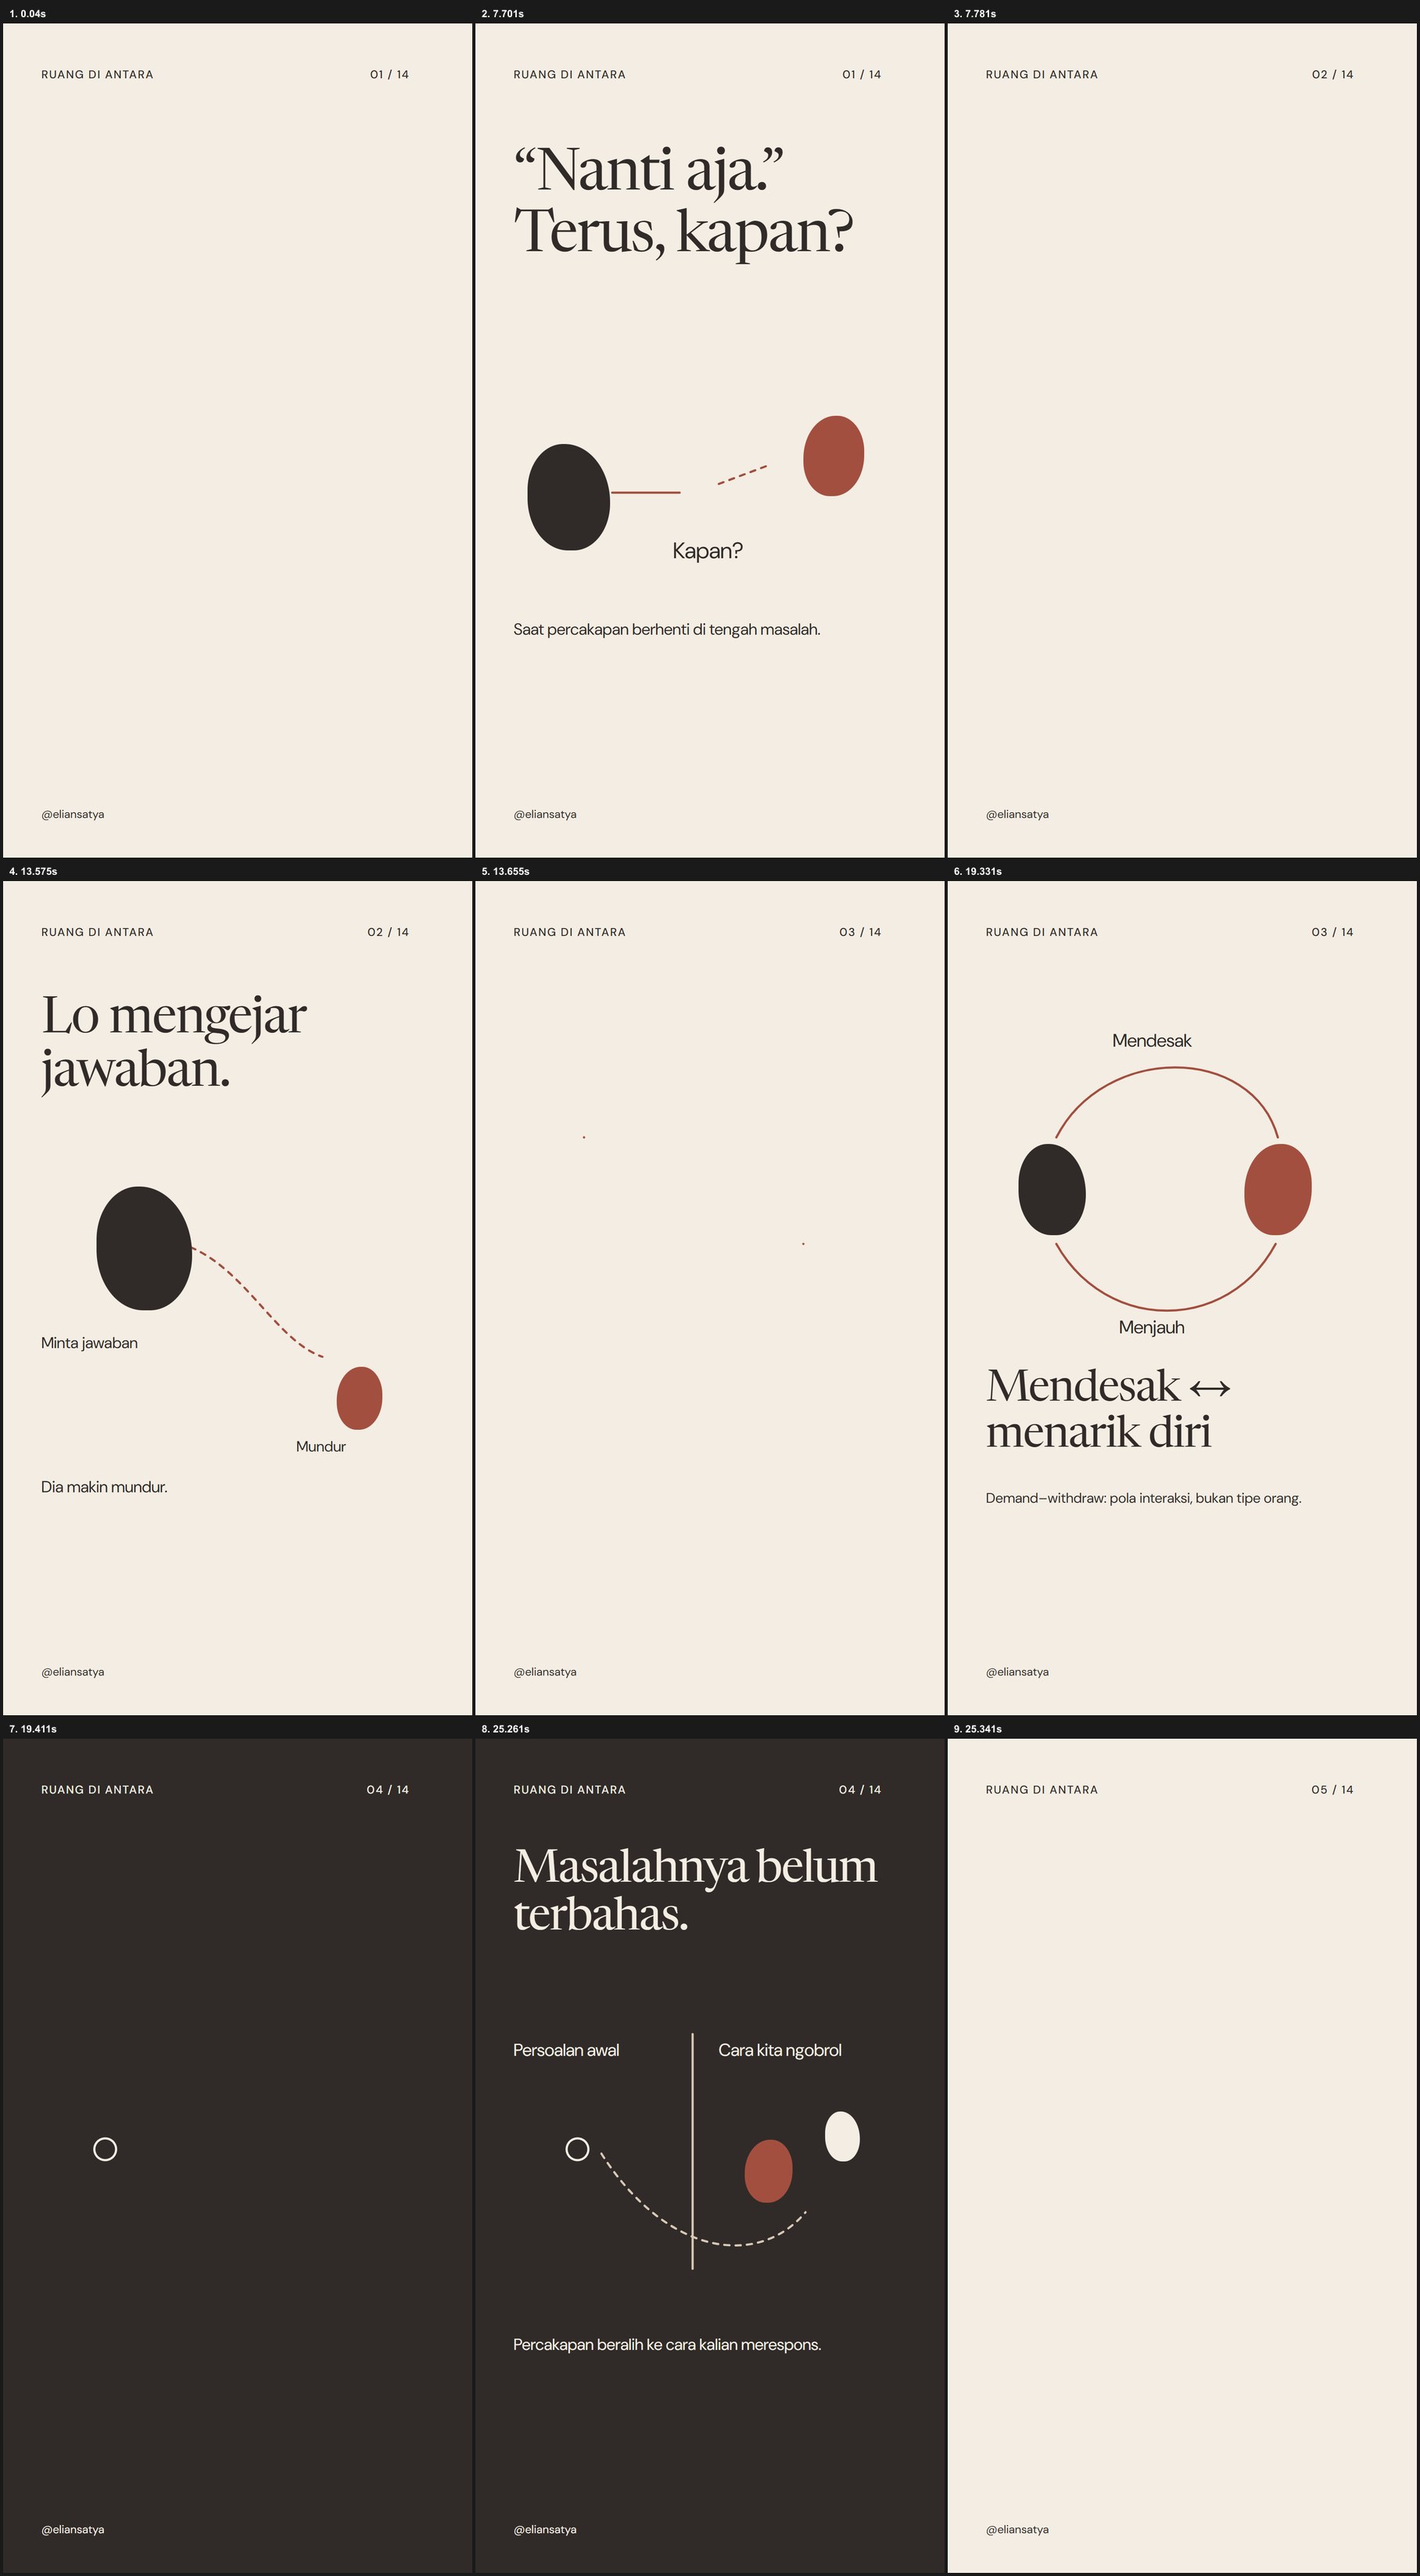 1. 0.04s
RUANG DI ANTARA
01 / 14
@eliansatya
2. 7.701s
RUANG DI ANTARA
01 / 14
“Nanti aja.”
Terus, kapan?
Kapan?
Saat percakapan berhenti di tengah masalah.
@eliansatya
3. 7.781s
RUANG DI ANTARA
02 / 14
@eliansatya
4. 13.575s
RUANG DI ANTARA
02 / 14
Lo mengejar
jawaban.
Minta jawaban
Mundur
Dia makin mundur.
@eliansatya
5. 13.655s
RUANG DI ANTARA
03 / 14
@eliansatya
6. 19.331s
RUANG DI ANTARA
03 / 14
Mendesak
Menjauh
Mendesak ↔
menarik diri
Demand–withdraw: pola interaksi, bukan tipe orang.
@eliansatya
7. 19.411s
RUANG DI ANTARA
04 / 14
@eliansatya
8. 25.261s
RUANG DI ANTARA
04 / 14
Masalahnya belum
terbahas.
Persoalan awal
Cara kita ngobrol
Percakapan beralih ke cara kalian merespons.
@eliansatya
9. 25.341s
RUANG DI ANTARA
05 / 14
@eliansatya